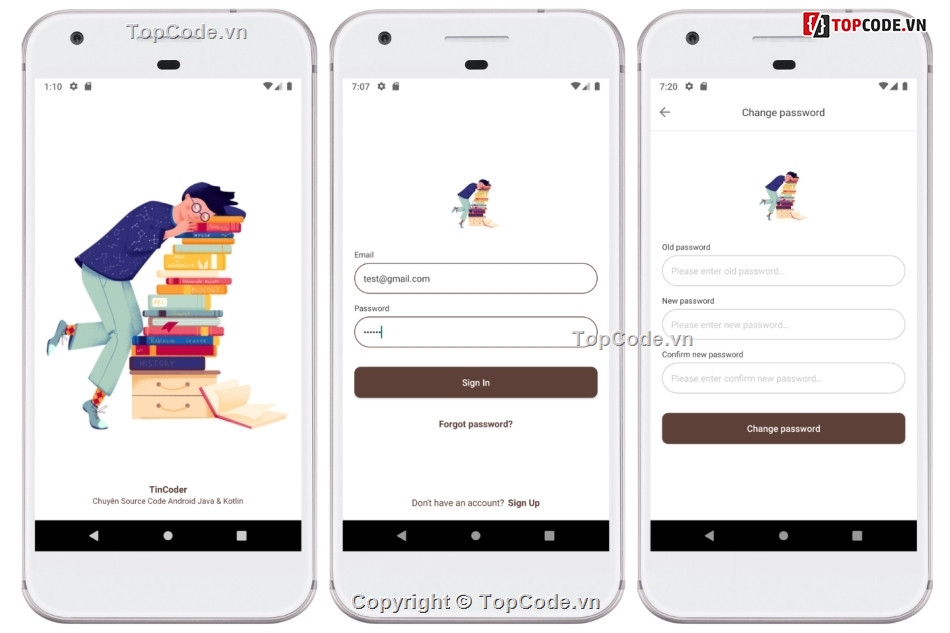 TopCode.vn
TOPCODE.VN
1:10
TinCoder
Chuyên Source Code Android Java & Kotlin
HISTORY
7:07
Email
test@gmail.com
Password
••••••
Sign In
Forgot password?
Don't have an account? Sign Up
TopCode.vn
7:20
Change password
Old password
Please enter old password...
New password
Please enter new password...
Confirm new password
Please enter confirm new password...
Change password
Copyright © TopCode.vn